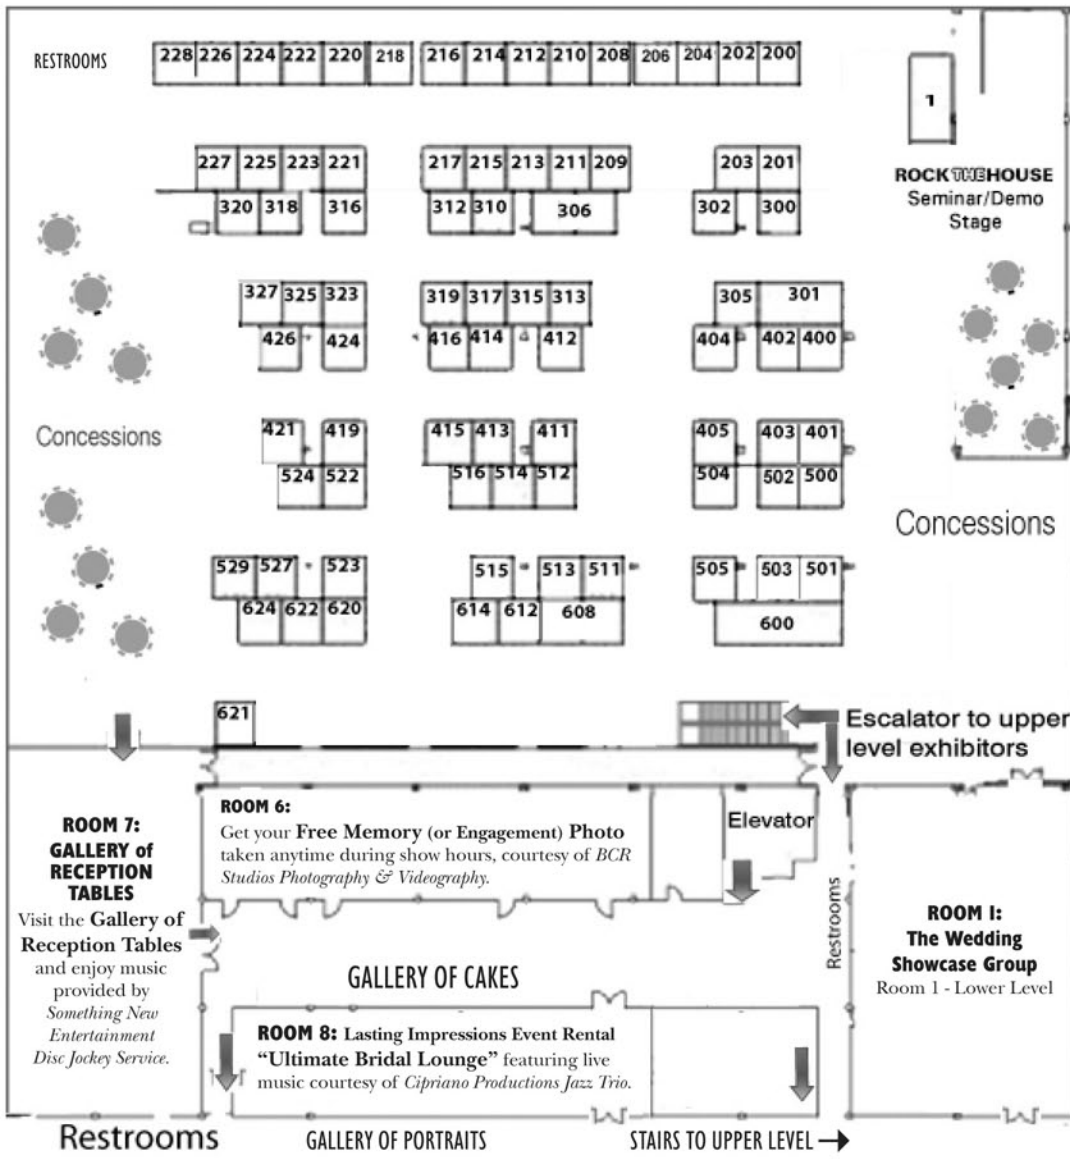 RESTROOMS
228 226 224 222 220 218 216 214 212 210 208 206 204 202 200
1
227 225 223 221 217 215 213 211 209 203 201
ROCK THE HOUSE
Seminar/Demo
Stage
320 318 316 312 310 306 302 300
327 325 323 319 317 315 313 305 301
426 424 416 414 412 404 402 400
421 419 415 413 411 405 403 401
Concessions
524 522 516 514 512 504 502 500
Concessions
529 527 523 515 513 511 505 503 501
624 622 620 614 612 608 600
621
Escalator to upper
level exhibitors
ROOM 6:
Get your Free Memory (or Engagement) Photo
taken anytime during show hours, courtesy of BCR
Studios Photography & Videography.
Elevator
ROOM 7:
GALLERY of
RECEPTION
TABLES
Visit the Gallery of
Reception Tables
and enjoy music
provided by
Something New
Entertainment
Disc Jockey Service.
Restrooms
ROOM 1:
The Wedding
Showcase Group
Room 1 - Lower Level
GALLERY OF CAKES
ROOM 8: Lasting Impressions Event Rental
“Ultimate Bridal Lounge” featuring live
music courtesy of Cipriano Productions Jazz Trio.
Restrooms
GALLERY OF PORTRAITS
STAIRS TO UPPER LEVEL